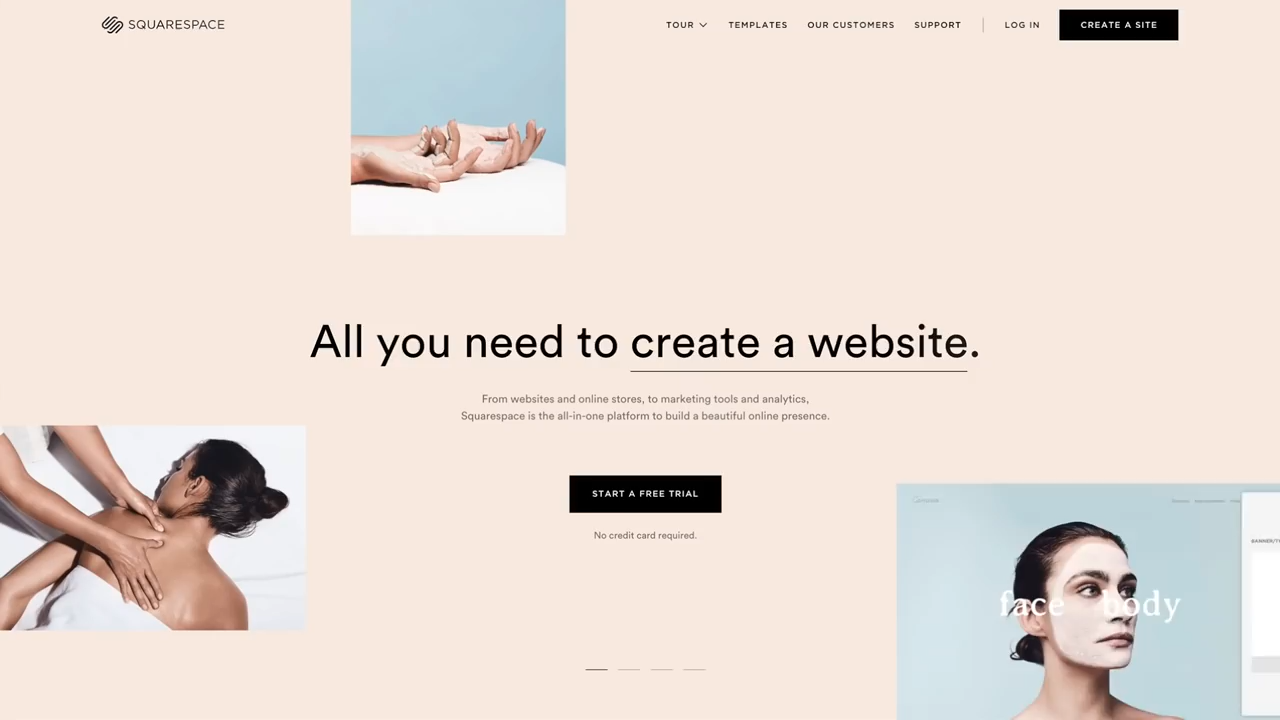 SQUARESPACE
TOUR
TEMPLATES
OUR CUSTOMERS
SUPPORT
LOG IN
CREATE A SITE
All you need to create a website.
From websites and online stores, to marketing tools and analytics,
Squarespace is the all-in-one platform to build a beautiful online presence.
START A FREE TRIAL
No credit card required.
face body